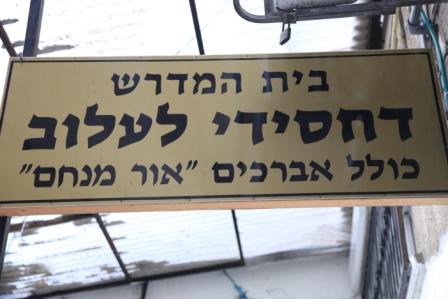 בית המדרש
דחסידי לעלוב
כולל אברכים "אור מנחם"